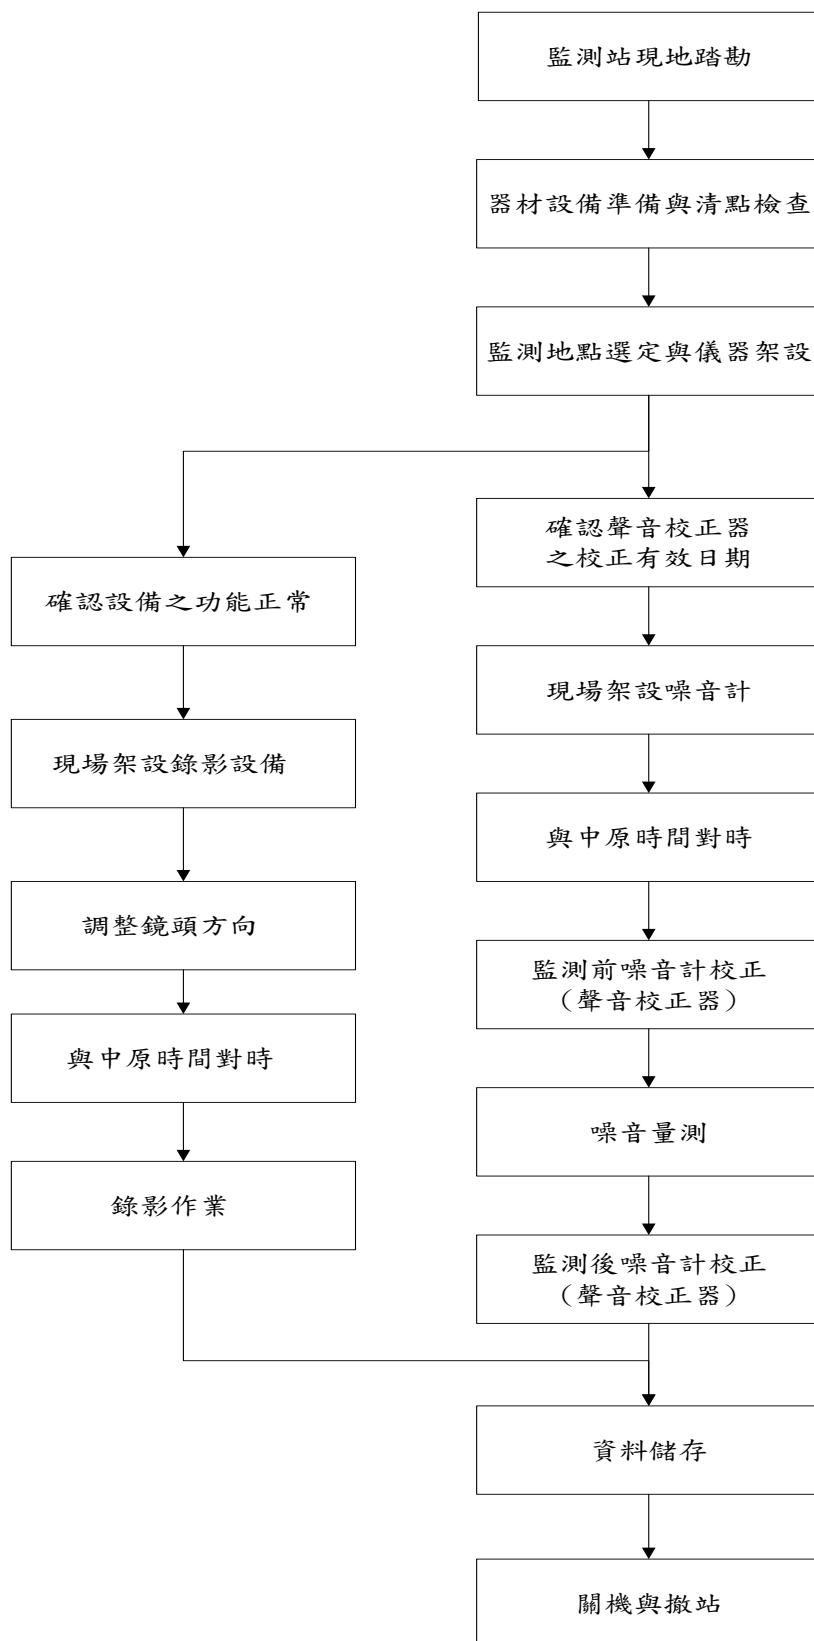 監測站現地踏勘
器材設備準備與清點檢查
監測地點選定與儀器架設
確認設備之功能正常
現場架設錄影設備
調整鏡頭方向
與中原時間對時
錄影作業
確認聲音校正器
之校正有效日期
現場架設噪音計
與中原時間對時
監測前噪音計校正
（聲音校正器）
噪音量測
監測後噪音計校正
（聲音校正器）
資料儲存
關機與撤站